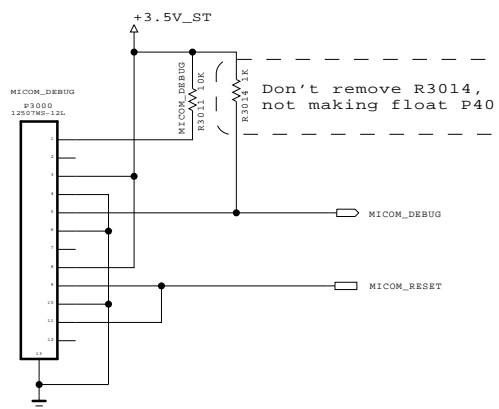 +3.5V_ST
MICOM_DEBUG
R3011 10K
R3014 1K
Don't remove R3014,
not making float P40
MICOM_DEBUG
P3000
12507WS-12L
1
2
3
4
5
6
7
8
9
10
11
12
13
MICOM_DEBUG
MICOM_RESET